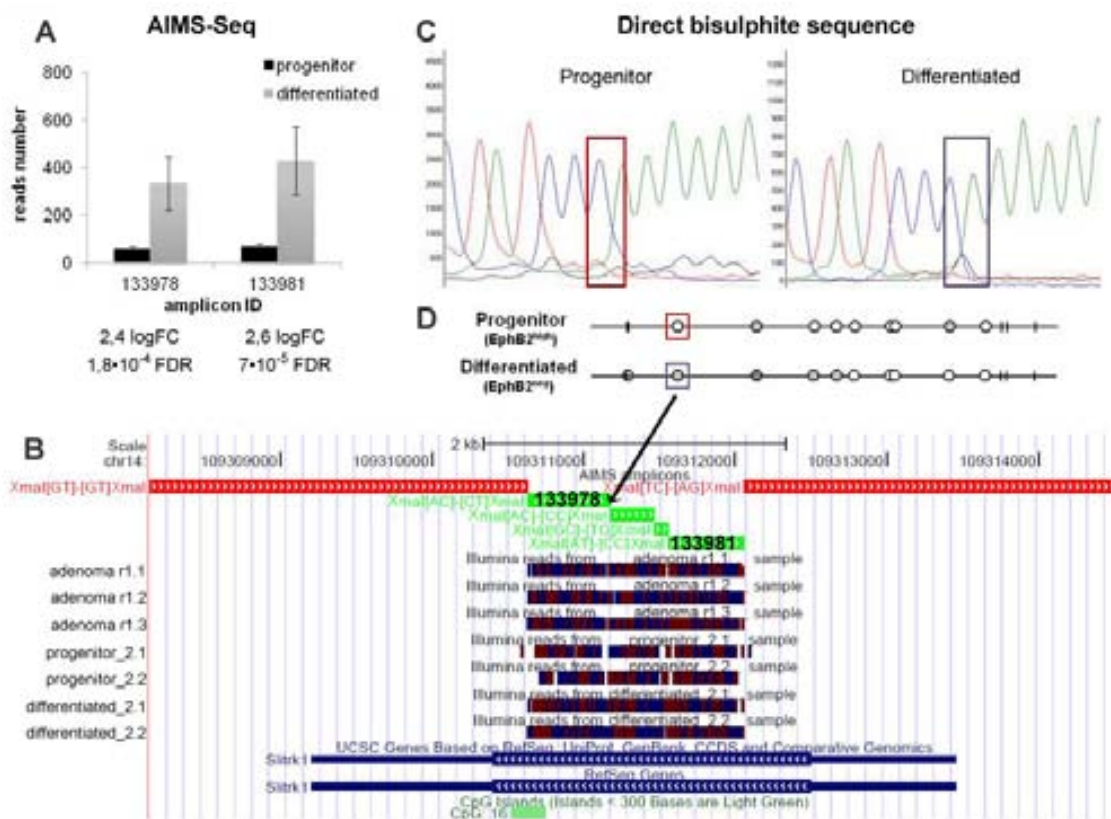 A
AIMS-Seq
progenitor
differentiated
reads number
800
600
400
200
0
133978
133981
amplicon ID
2,4 logFC
2,6 logFC
1,8•10⁻⁴ FDR
7•10⁻⁵ FDR
C
Direct bisulphite sequence
Progenitor
Differentiated
D
Progenitor
Differentiated
B
Scale
2 kb
chr14:
109309000
109310000
109311000
109312000
109313000
109314000
AIMS amplicons
XmaI[GT]-[GT]XmaI
XmaI[TC]-[AG]XmaI
XmaI[AC]-[CT]XmaI
133978
XmaI[AC]-[CC]XmaI
XmaI[AT]-[CC]XmaI
133981
Illumina reads from adenoma r1.1 sample
adenoma r1.1
Illumina reads from adenoma r1.2 sample
adenoma r1.2
Illumina reads from adenoma r1.3 sample
adenoma r1.3
Illumina reads from progenitor_2.1 sample
progenitor_2.1
Illumina reads from progenitor_2.2 sample
progenitor_2.2
Illumina reads from differentiated_2.1 sample
differentiated_2.1
Illumina reads from differentiated_2.2 sample
differentiated_2.2
UCSC Genes Based on RefSeq, UniProt, GenBank, CCDS and Comparative Genomics
Slitrk1
RefSeq Genes
Slitrk1
CpG Islands (Islands < 300 Bases are Light Green)
CpG: 16